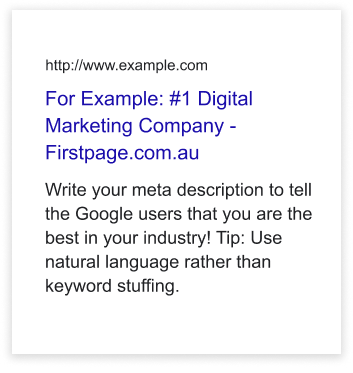 http://www.example.com
For Example: #1 Digital
Marketing Company -
Firstpage.com.au
Write your meta description to tell
the Google users that you are the
best in your industry! Tip: Use
natural language rather than
keyword stuffing.